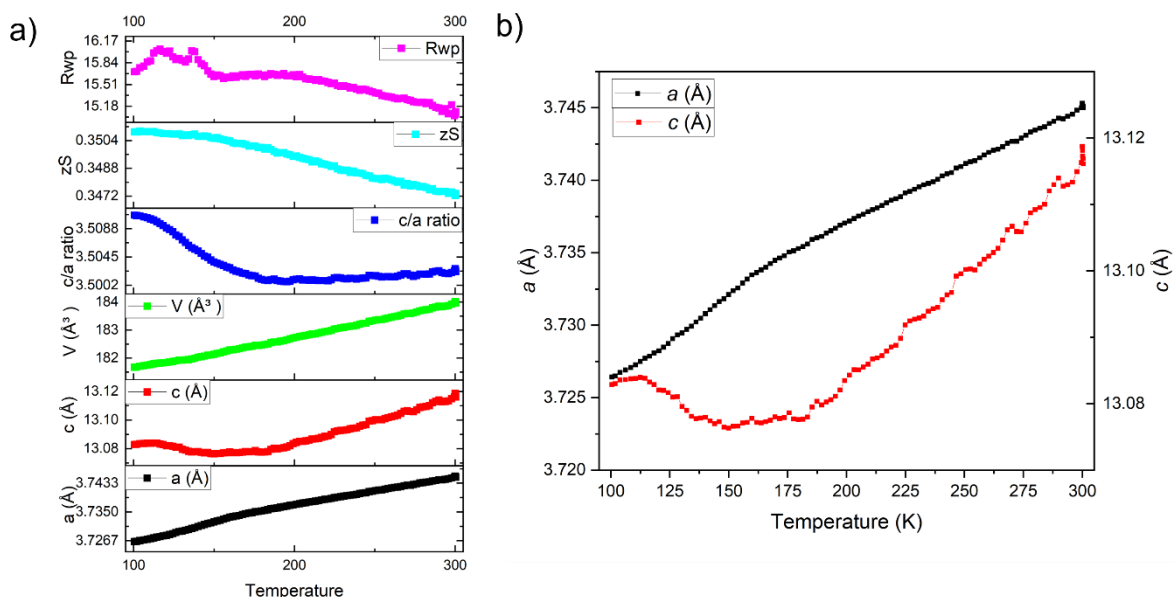 a)
100 200 300
16.17
15.84
15.51
15.18
Rwp
Rwp
0.3504
0.3488
0.3472
zS
zS
3.5088
3.5045
3.5002
c/a ratio
c/a ratio
184
183
182
V (Å³ )
V (Å³ )
13.12
13.10
13.08
c (Å)
c (Å)
3.7433
3.7350
3.7267
a (Å)
a (Å)
100 200 300
Temperature
b)
3.745
3.740
3.735
3.730
3.725
3.720
a (Å)
a (Å)
c (Å)
13.12
13.10
13.08
c (Å)
100 125 150 175 200 225 250 275 300
Temperature (K)